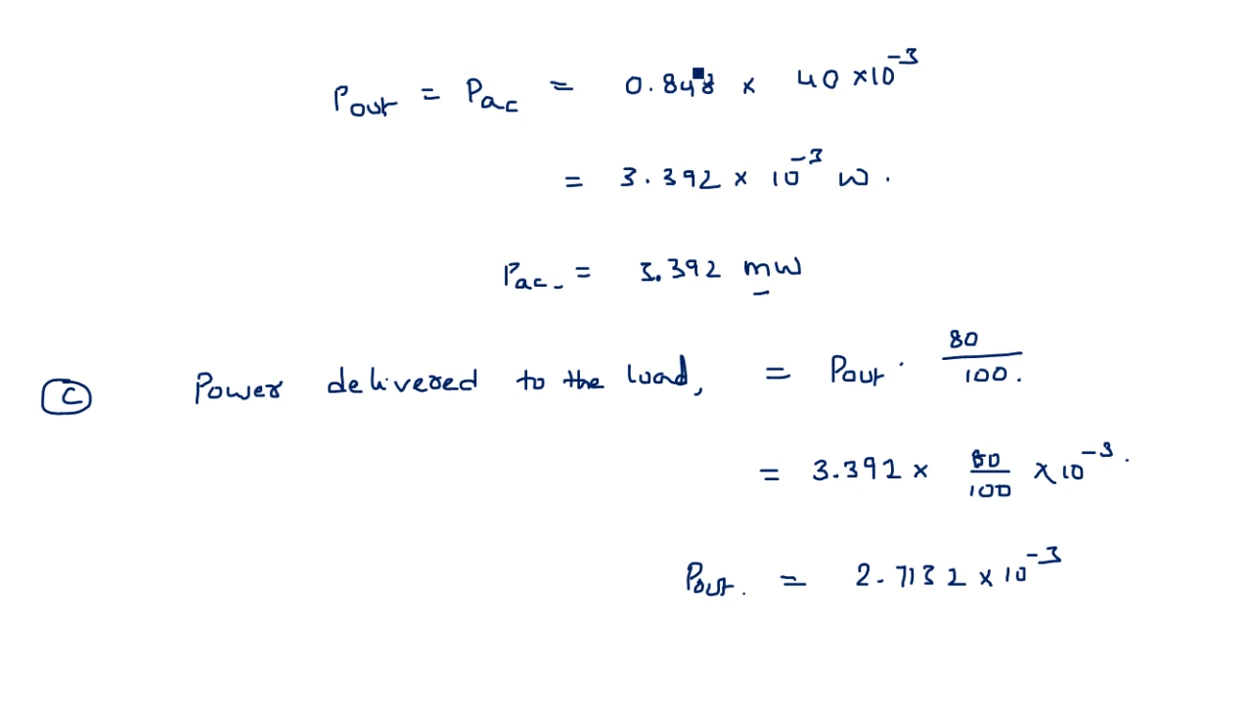 Pout = Pac = 0.848 × 40 ×10⁻³
= 3.392 × 10⁻³ W.
Pac = 3.392 mW
(C) Power delivered to the load, = Pout · 80/100.
= 3.392 × 80/100 × 10⁻³.
Pout. = 2.7132 × 10⁻³